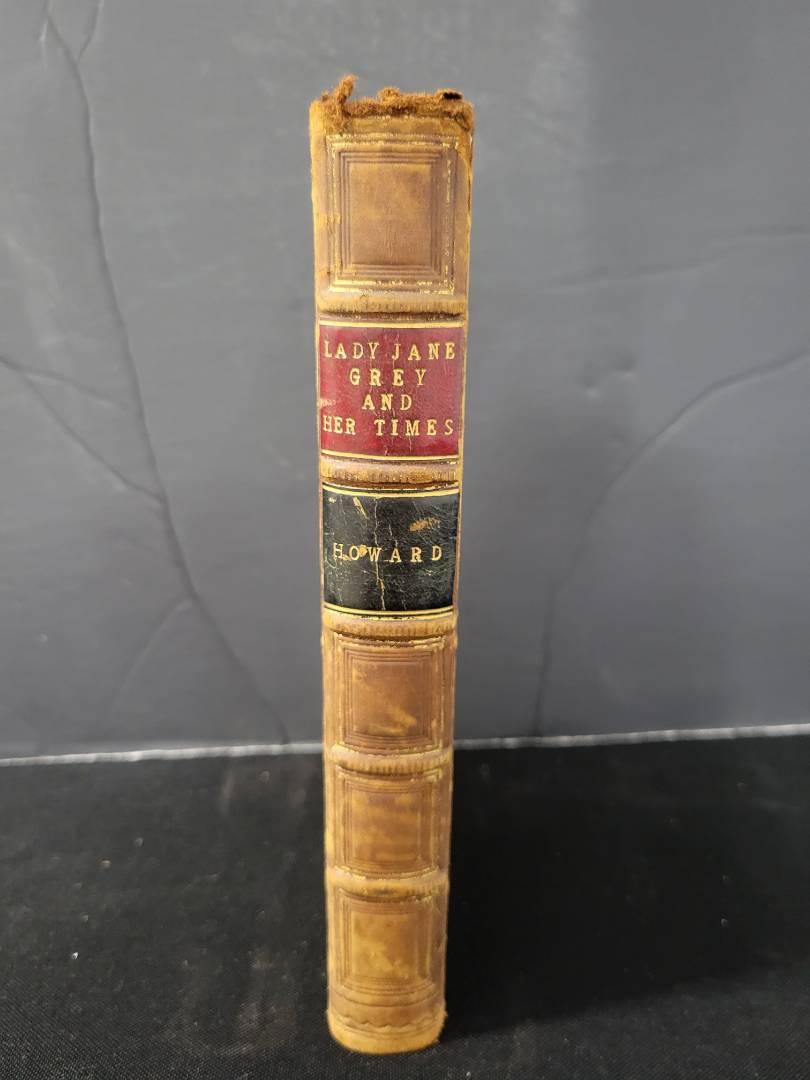 LADY JANE
GREY
AND
HER TIMES
HOWARD